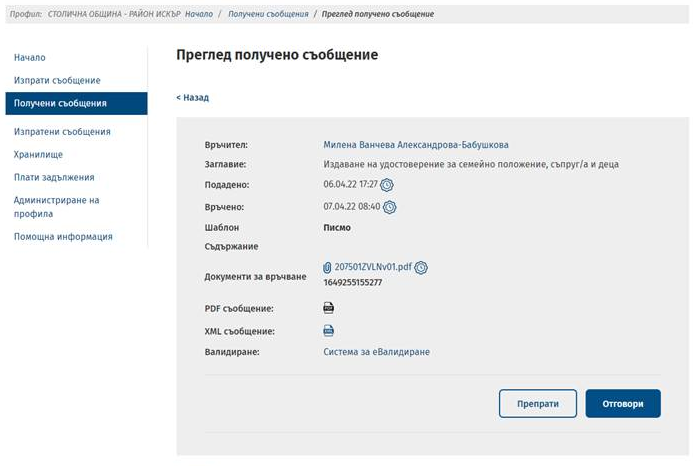 Профил: СТОЛИЧНА ОБЩИНА - РАЙОН ИСКЪР Начало / Получени съобщения / Преглед получено съобщение
Начало
Изпрати съобщение
Получени съобщения
Изпратени съобщения
Хранилище
Плати задължения
Администриране на
профила
Помощна информация
Преглед получено съобщение
< Назад
Връчител: Милена Ванчева Александрова-Бабушкова
Заглавие: Издаване на удостоверение за семейно положение, съпруг/а и деца
Подадено: 06.04.22 17:27
Връчено: 07.04.22 08:40
Шаблон Писмо
Съдържание
Документи за връчване 207501ZVLNv01.pdf
1649255155277
PDF съобщение:
XML съобщение:
Валидиране: Система за еВалидиране
Препрати Отговори